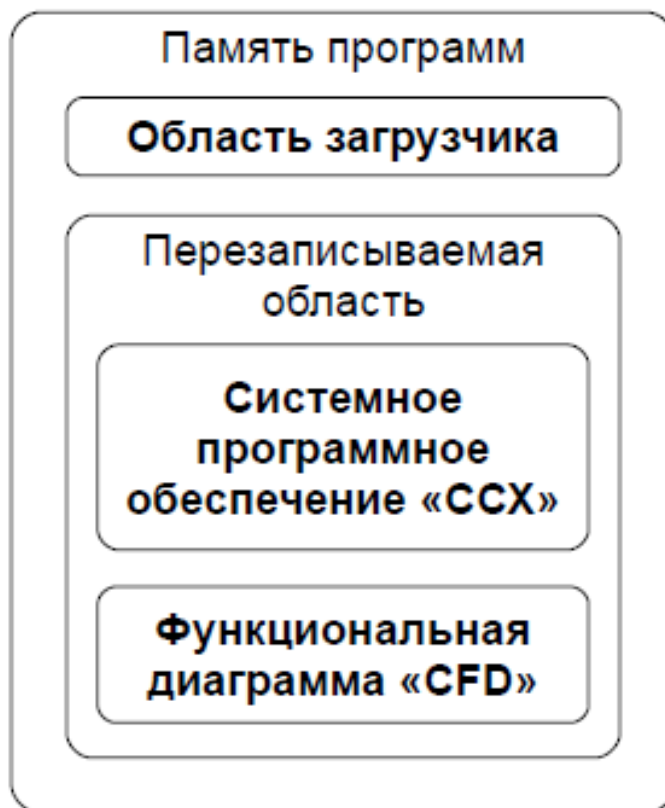 Память программ
Область загрузчика
Перезаписываемая
область
Системное
программное
обеспечение «CCX»
Функциональная
диаграмма «CFD»